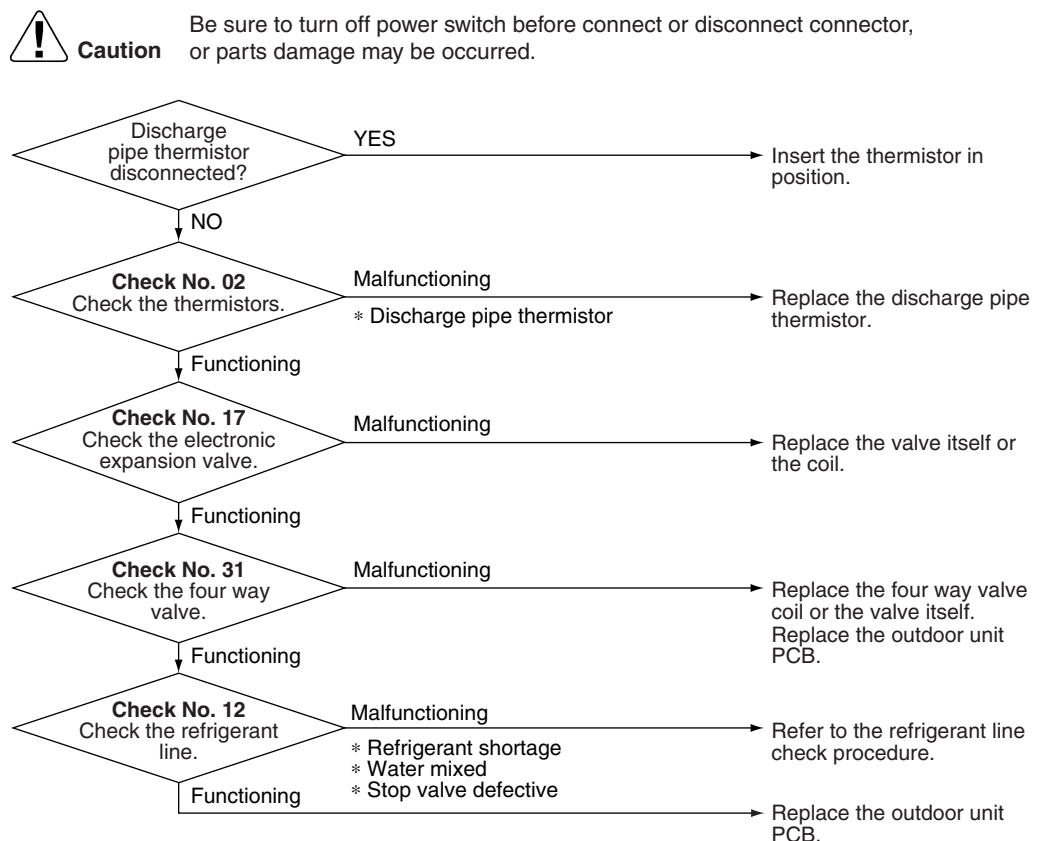 Be sure to turn off power switch before connect or disconnect connector,
Caution or parts damage may be occurred.
Discharge
pipe thermistor
disconnected?
YES
Insert the thermistor in
position.
NO
Check No. 02
Check the thermistors.
Malfunctioning
* Discharge pipe thermistor
Replace the discharge pipe
thermistor.
Functioning
Check No. 17
Check the electronic
expansion valve.
Malfunctioning
Replace the valve itself or
the coil.
Functioning
Check No. 31
Check the four way
valve.
Malfunctioning
Replace the four way valve
coil or the valve itself.
Replace the outdoor unit
PCB.
Functioning
Check No. 12
Check the refrigerant
line.
Malfunctioning
* Refrigerant shortage
* Water mixed
* Stop valve defective
Refer to the refrigerant line
check procedure.
Functioning
Replace the outdoor unit
PCB.